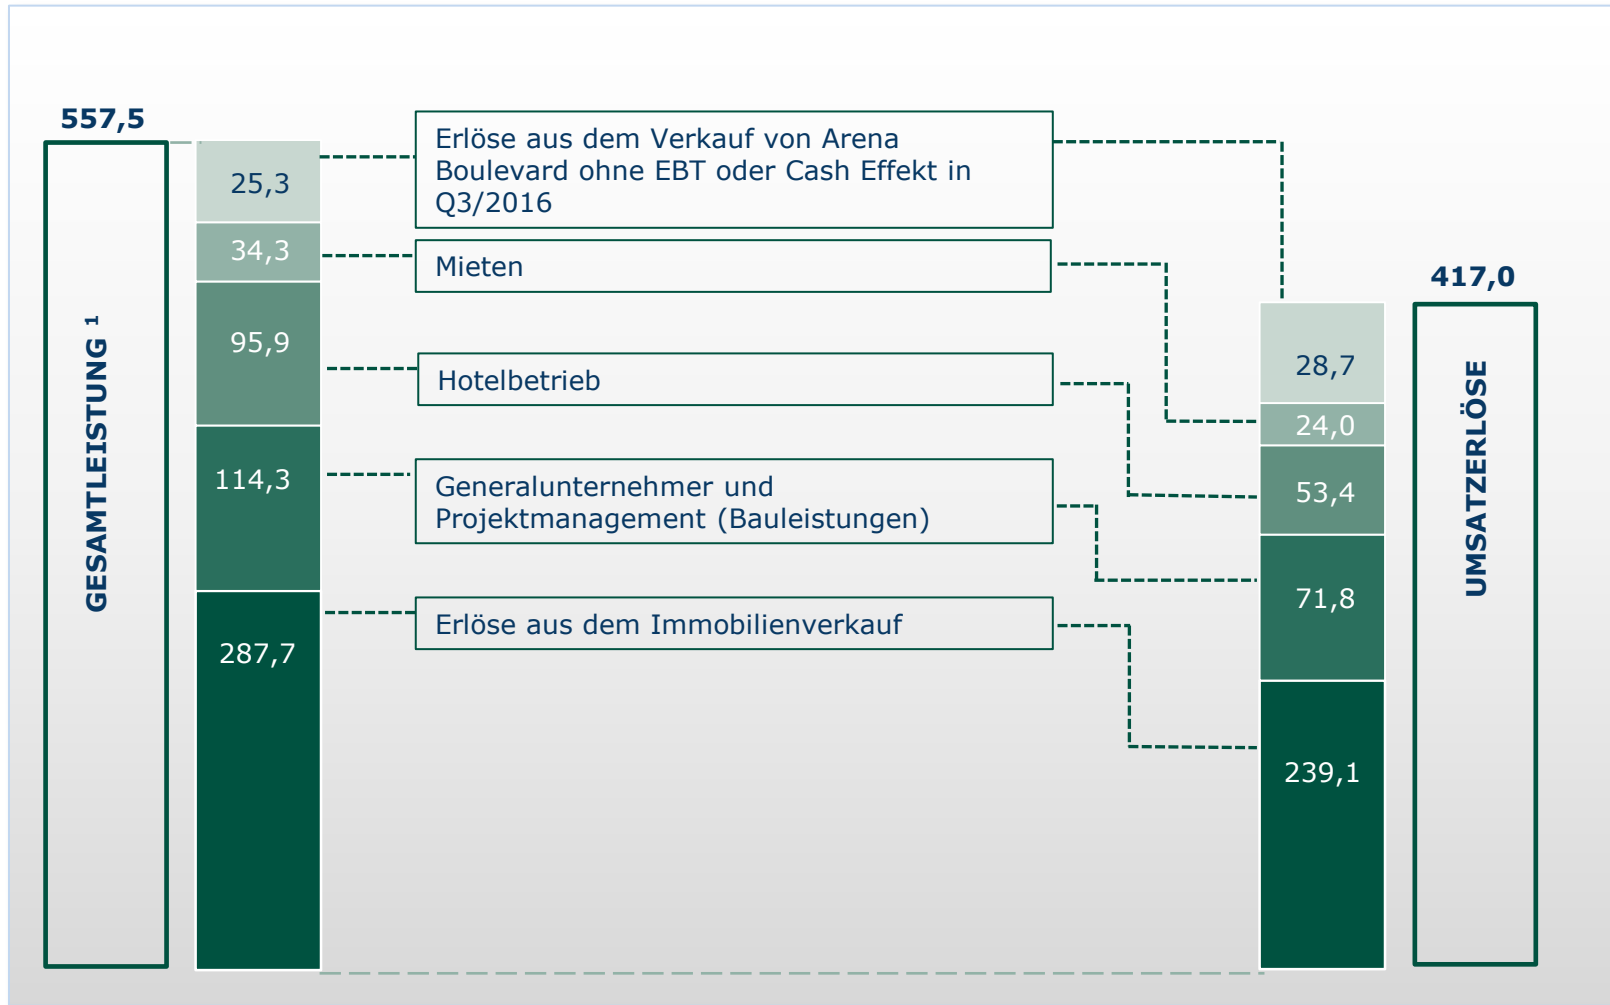 557,5
GESAMTLEISTUNG ¹
25,3
34,3
95,9
114,3
287,7
Erlöse aus dem Verkauf von Arena
Boulevard ohne EBT oder Cash Effekt in
Q3/2016
Mieten
Hotelbetrieb
Generalunternehmer und
Projektmanagement (Bauleistungen)
Erlöse aus dem Immobilienverkauf
28,7
24,0
53,4
71,8
239,1
417,0
UMSATZERLÖSE